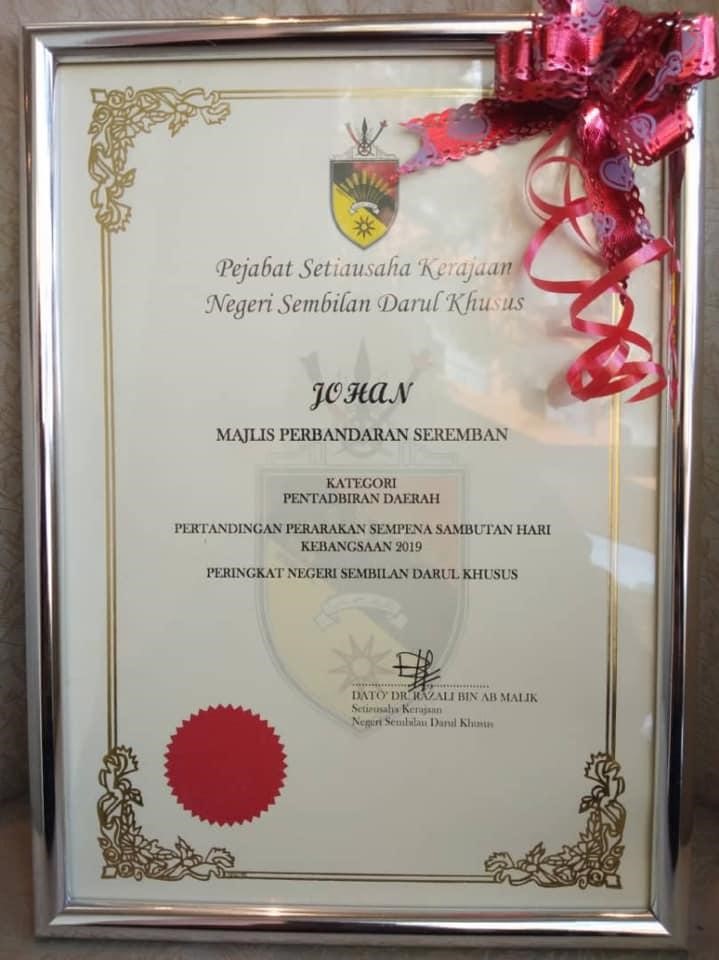 Pejabat Setiausaha Kerajaan
Negeri Sembilan Darul Khusus
JOHAN
MAJLIS PERBANDARAN SEREMBAN
KATEGORI
PENTADBIRAN DAERAH
PERTANDINGAN PERARAKAN SEMPENA SAMBUTAN HARI
KEBANGSAAN 2019
PERINGKAT NEGERI SEMBILAN DARUL KHUSUS
DATO' DR. RAZALI BIN AB MALIK
Setiausaha Kerajaan
Negeri Sembilan Darul Khusus